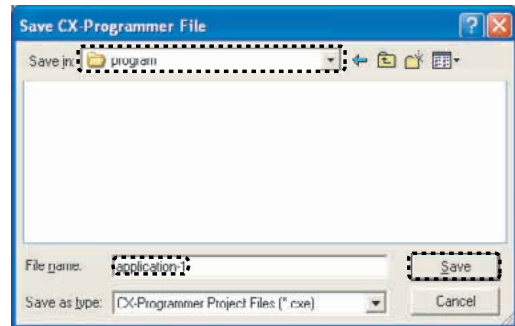 Save CX-Programmer File
Save in: program
File name: application-1
Save
Save as type: CX-Programmer Project Files (*.cxe)
Cancel